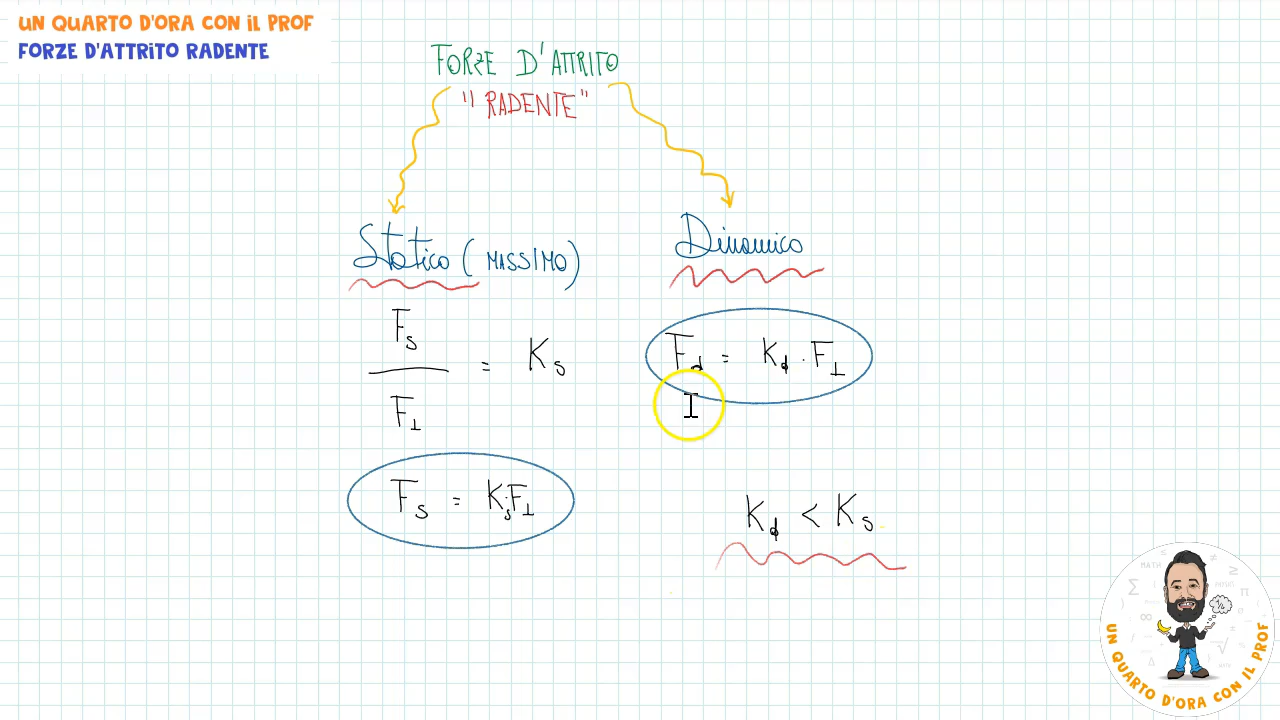 UN QUARTO D'ORA CON IL PROF
FORZE D'ATTRITO RADENTE
FORZE D'ATTRITO
"RADENTE"
Statico (MASSIMO)
Dinamico
Fs
—
F⊥
= Ks
Fd = Kd · F⊥
Fs = Ks · F⊥
Kd < Ks
MATH
UN QUARTO D'ORA CON IL PROF